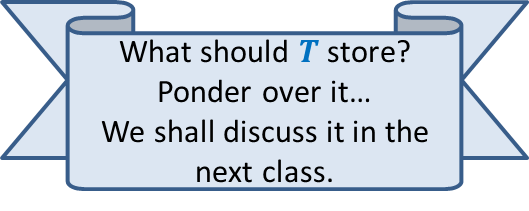 What should T store?
Ponder over it…
We shall discuss it in the
next class.